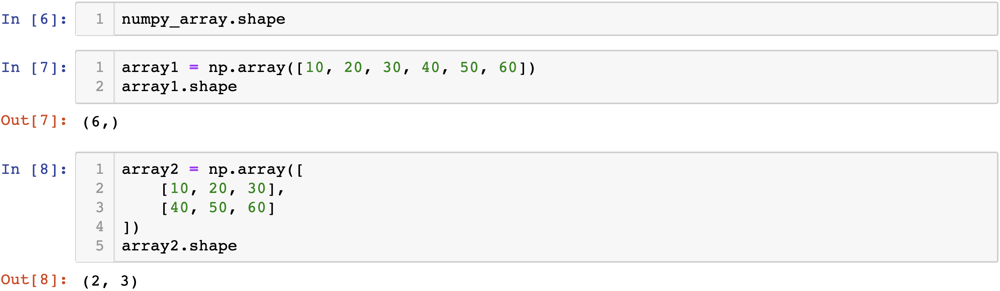 In [6]: 1 numpy_array.shape
In [7]: 1 array1 = np.array([10, 20, 30, 40, 50, 60])
2 array1.shape
Out[7]: (6,)
In [8]: 1 array2 = np.array([
2     [10, 20, 30],
3     [40, 50, 60]
4 ])
5 array2.shape
Out[8]: (2, 3)